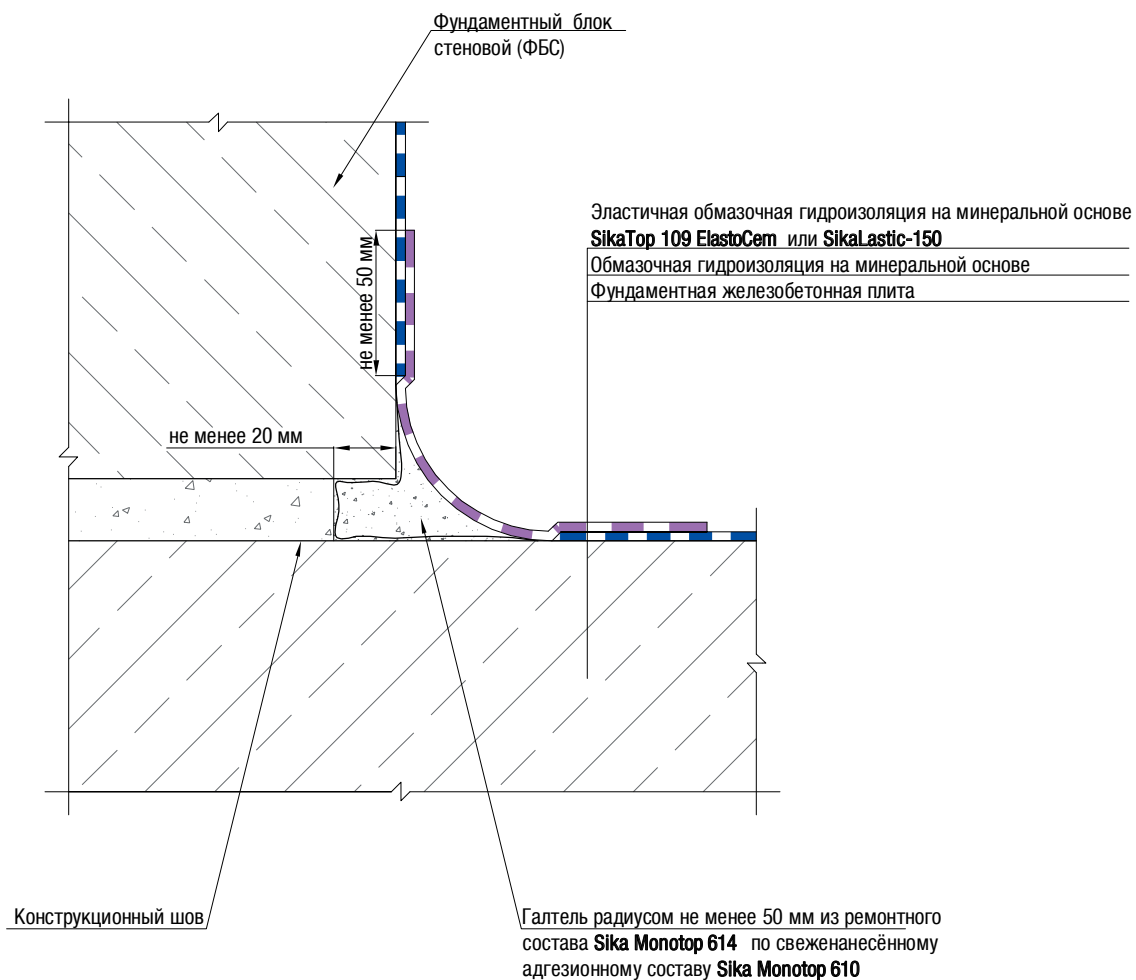 Фундаментный блок
стеновой (ФБС)
Эластичная обмазочная гидроизоляция на минеральной основе
SikaTop 109 ElastoCem или SikaLastic-150
Обмазочная гидроизоляция на минеральной основе
Фундаментная железобетонная плита
не менее 50 мм
не менее 20 мм
Конструкционный шов
Галтель радиусом не менее 50 мм из ремонтного
состава Sika Monotop 614 по свеженанесённому
адгезионному составу Sika Monotop 610